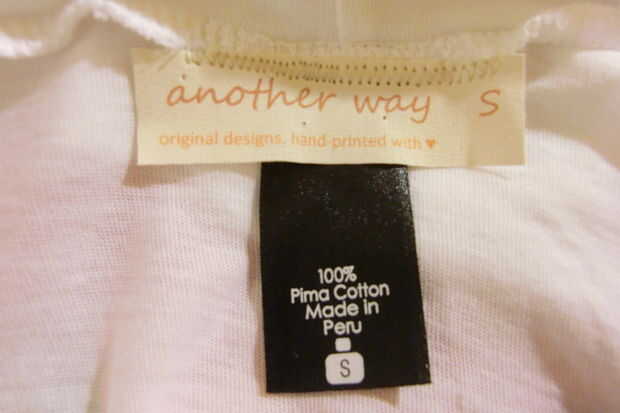 another way S
original designs, hand-printed with ♥
100%
Pima Cotton
Made in
Peru
S